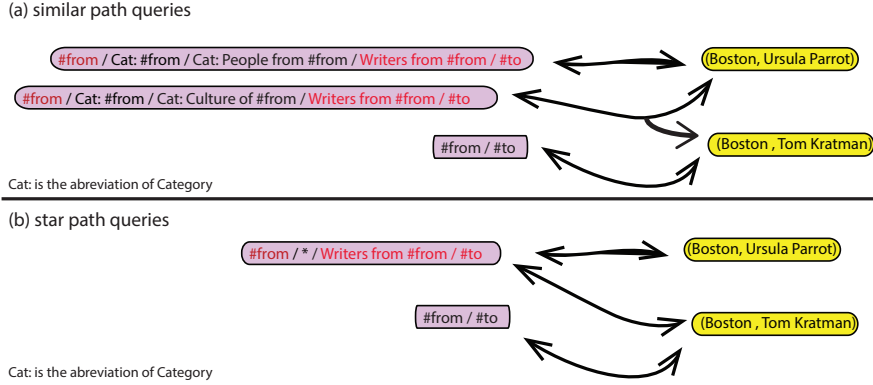 (a) similar path queries
#from / Cat: #from / Cat: People from #from / Writers from #from / #to
(Boston, Ursula Parrot)
#from / Cat: #from / Cat: Culture of #from / Writers from #from / #to
#from / #to
(Boston , Tom Kratman)
Cat: is the abreviation of Category
(b) star path queries
#from / * / Writers from #from / #to
(Boston, Ursula Parrot)
#from / #to
(Boston , Tom Kratman)
Cat: is the abreviation of Category